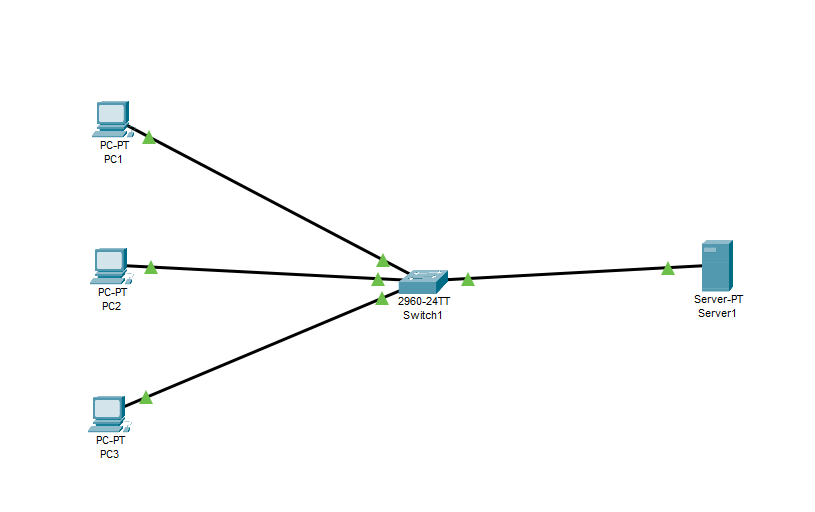 PC-PT
PC1
PC-PT
PC2
2960-24TT
Switch1
Server-PT
Server1
PC-PT
PC3